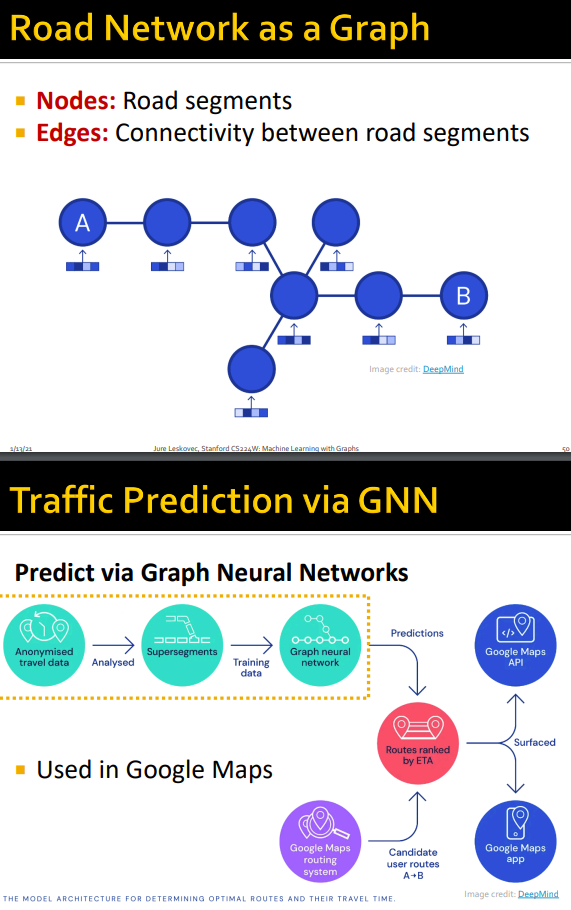 Road Network as a Graph
Nodes: Road segments
Edges: Connectivity between road segments
A
B
Image credit: DeepMind
1/13/21
Jure Leskovec, Stanford CS224W: Machine Learning with Graphs
50
Traffic Prediction via GNN
Predict via Graph Neural Networks
Anonymised
travel data
Analysed
Supersegments
Training
data
Graph neural
network
Predictions
Google Maps
API
Routes ranked
by ETA
Surfaced
Used in Google Maps
Google Maps
routing
system
Candidate
user routes
A→B
Google Maps
app
THE MODEL ARCHITECTURE FOR DETERMINING OPTIMAL ROUTES AND THEIR TRAVEL TIME.
Image credit: DeepMind